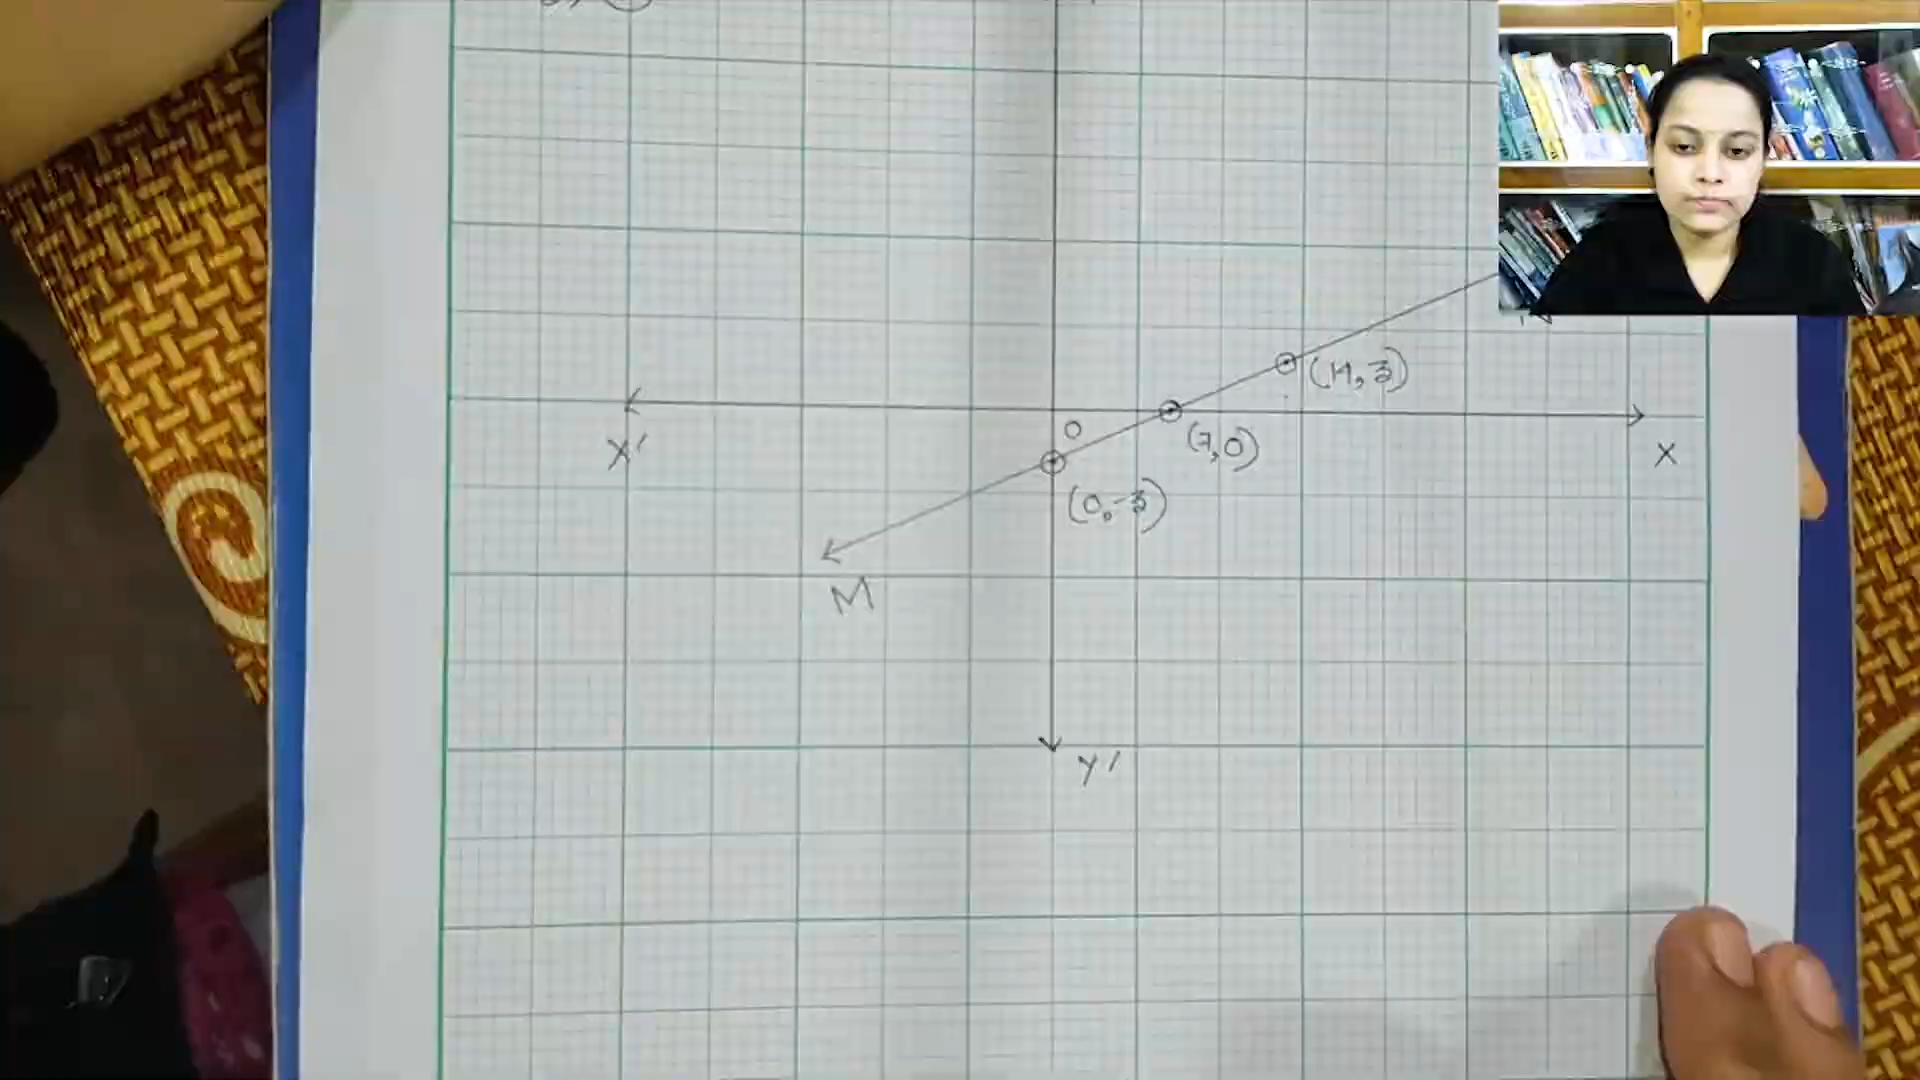 (14, 3)
O
(7, 0)
X'
X
(0, -3)
M
Y'